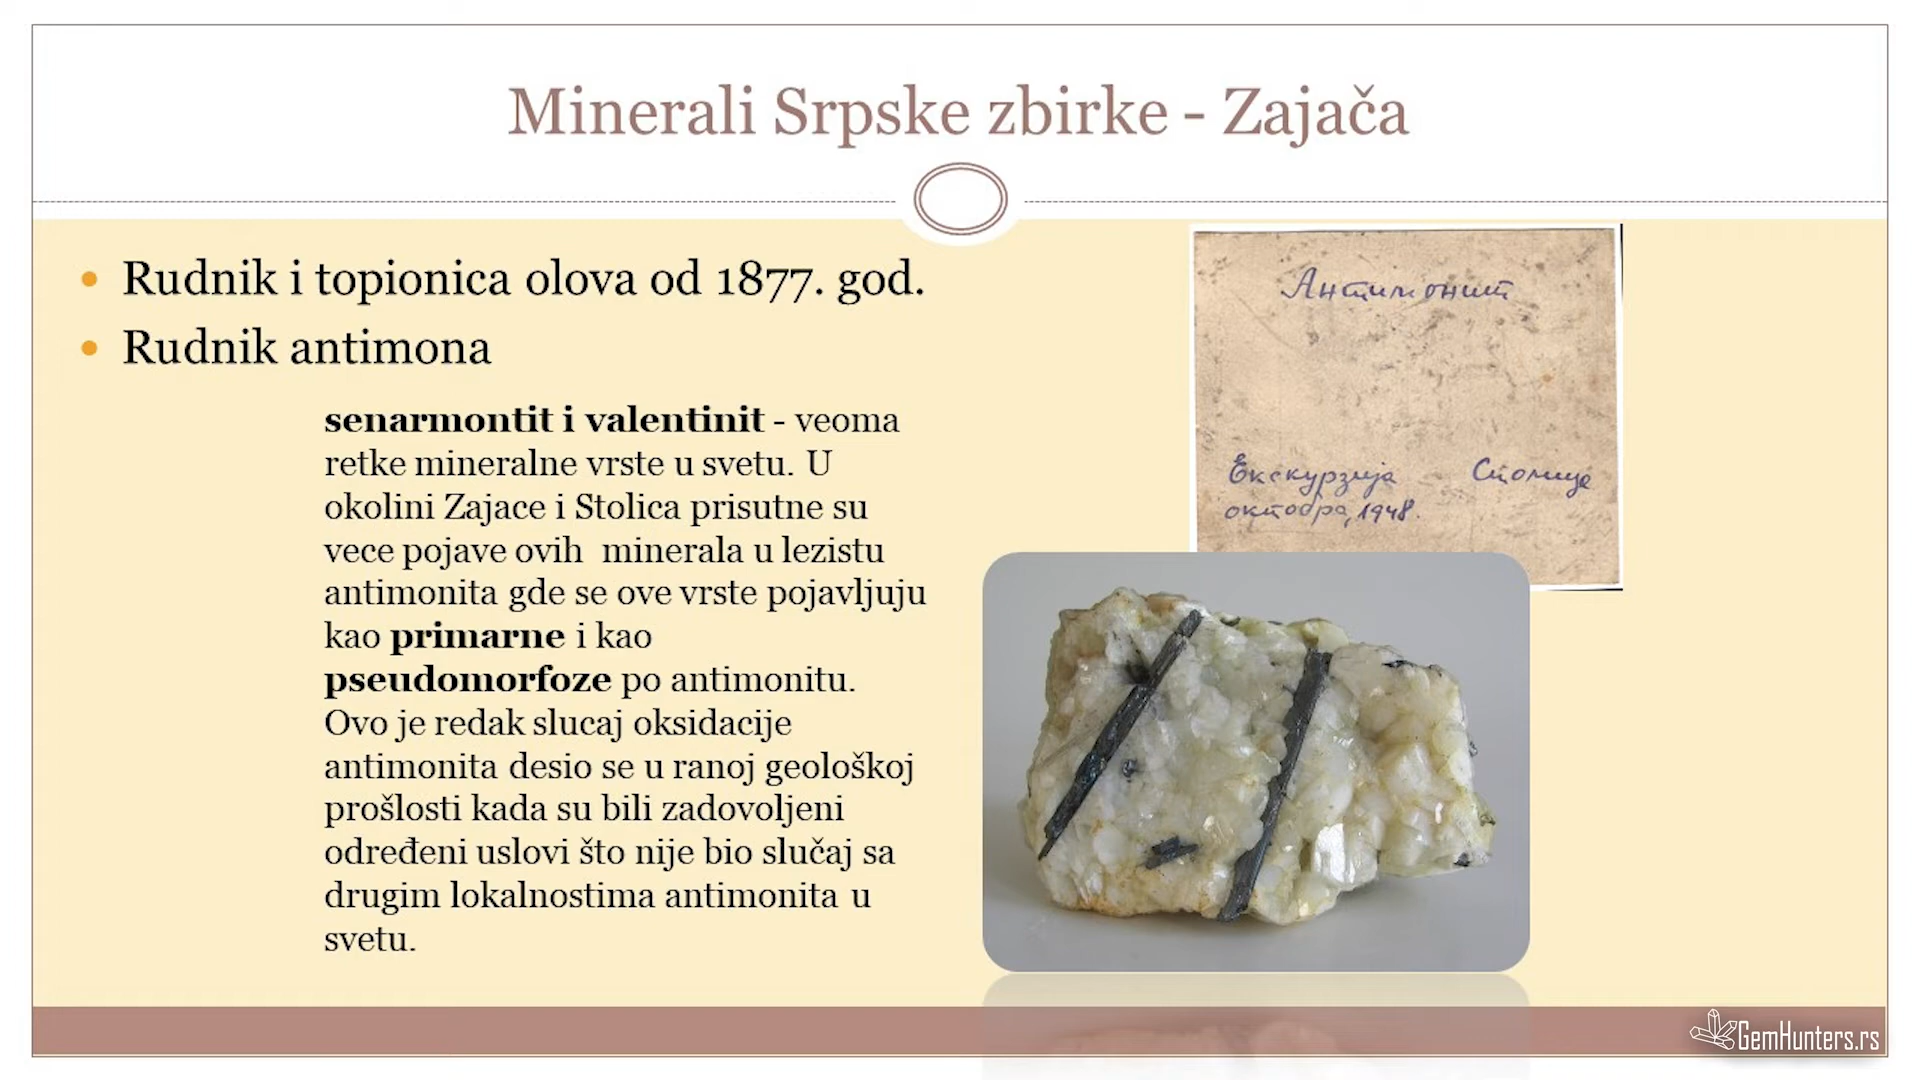 Minerali Srpske zbirke - Zajača
Rudnik i topionica olova od 1877. god.
Rudnik antimona
senarmontit i valentinit - veoma
retke mineralne vrste u svetu. U
okolini Zajace i Stolica prisutne su
vece pojave ovih minerala u lezistu
antimonita gde se ove vrste pojavljuju
kao primarne i kao
pseudomorfoze po antimonitu.
Ovo je redak slucaj oksidacije
antimonita desio se u ranoj geološkoj
prošlosti kada su bili zadovoljeni
određeni uslovi što nije bio slučaj sa
drugim lokalnostima antimonita u
svetu.
Антимонит
Екскурзија Столице
октобра, 1948.
GemHunters.rs